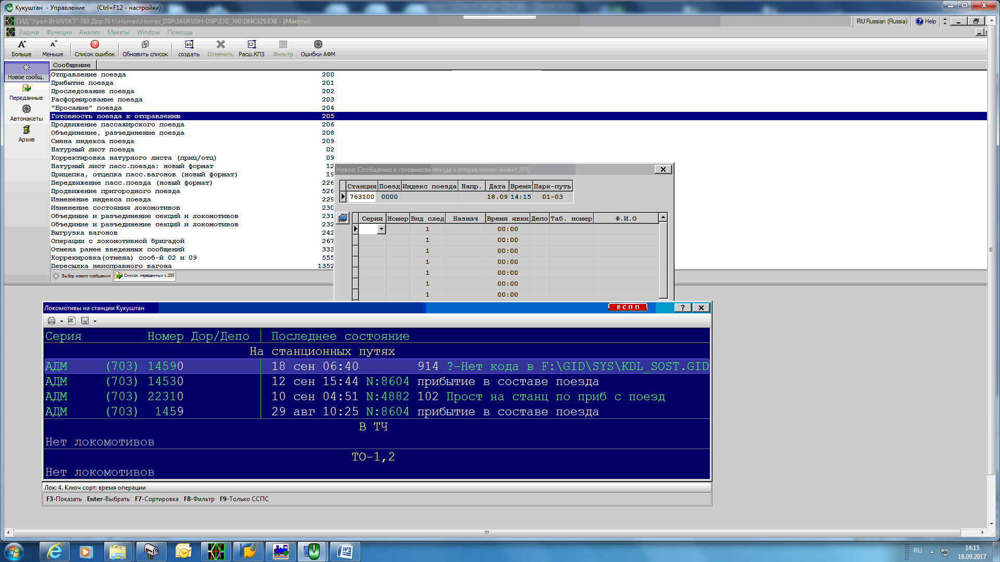 Кукуштан - Управление (Ctrl+F12 - настройки)
ГИД "Урал-ВНИИЖТ" 760 Дор:76 f:\Homes\Homes_DSP\1KUKUSH-DSP\EXE_760\DNC32S.EXE - [Макеты]
RU Russian (Russia) Help
Задачи Функции Анализ Макеты Window Помощь
Больше Меньше Список ошибок Обновить список создать Отменить Расш.КПЗ Фильтр Ошибки АФМ
Новое сообщ.
Переданные
Автомакеты
Архив
Сообщение
Отправление поезда 200
Прибытие поезда 201
Проследование поезда 202
Расформирование поезда 203
"Бросание" поезда 204
Готовность поезда к отправлению 205
Продвижение пассажирского поезда 206
Объединение, разъединение поезда 208
Смена индекса поезда 209
Натурный лист поезда 02
Корректировка натурного листа (приц/отц) 09
Натурный лист пасс.поезда: новый формат 12
Прицепка, отцепка пасс.вагонов (новый формат) 19
Передвижение пасс.поезда (новый формат) 226
Продвижение пригородного поезда 526
Изменение индекса поезда 229
Изменение состояния локомотивов 230
Объединие и разъединение секций и локомотивов 231
Объединие и разъединение секций и локомотивов 232
Выгрузка вагонов 242
Операции с локомотивной бригадой 267
Отмена ранее введенных сообщений 333
Коррекировка(отмена) сооб-й 02 и 09 555
Пересылка неисправного вагона 1352
Выбор нового сообщения Список переданных с.205
Новое: Сообщение о готовности поезда к отправлению (макет 205)
Станция Поезд Индекс поезда Напр. Дата Время Парк-путь
763100 0000 18.09 14:15 01-03
Серия Номер Вид след Назнач Время явки Депо Таб. номер Ф.И.О
1 00:00
1 00:00
1 00:00
1 00:00
1 00:00
1 00:00
1 00:00
Локомотивы на станции Кукуштан ЕСПП ?
Серия Номер Дор/Депо Последнее состояние
На станционных путях
АДМ (703) 14590 18 сен 06:40 914 ?-Нет кода в F:\GID\SYS\KDL_SOST.GID
АДМ (703) 14530 12 сен 15:44 N:8604 прибытие в составе поезда
АДМ (703) 22310 10 сен 04:51 N:4882 102 Прост на станц по приб с поезд
АДМ (703) 1459 29 авг 10:25 N:8604 прибытие в составе поезда
В ТЧ
Нет локомотивов
ТО-1,2
Нет локомотивов
Лок: 4. Ключ сорт: время операции
F3-Показать Enter-Выбрать F7-Сортировка F8-Фильтр F9-Только ССПС
RU 14:15
18.09.2017